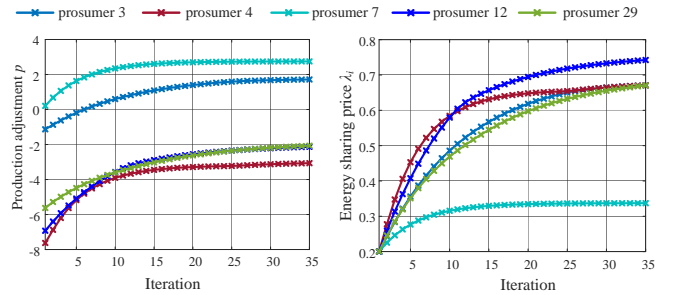 prosumer 3 prosumer 4 prosumer 7 prosumer 12 prosumer 29
4
2
0
-2
-4
-6
-8
5 10 15 20 25 30 35
Production adjustment p
Iteration
0.8
0.7
0.6
0.5
0.4
0.3
0.2
5 10 15 20 25 30 35
Energy sharing price λi
Iteration